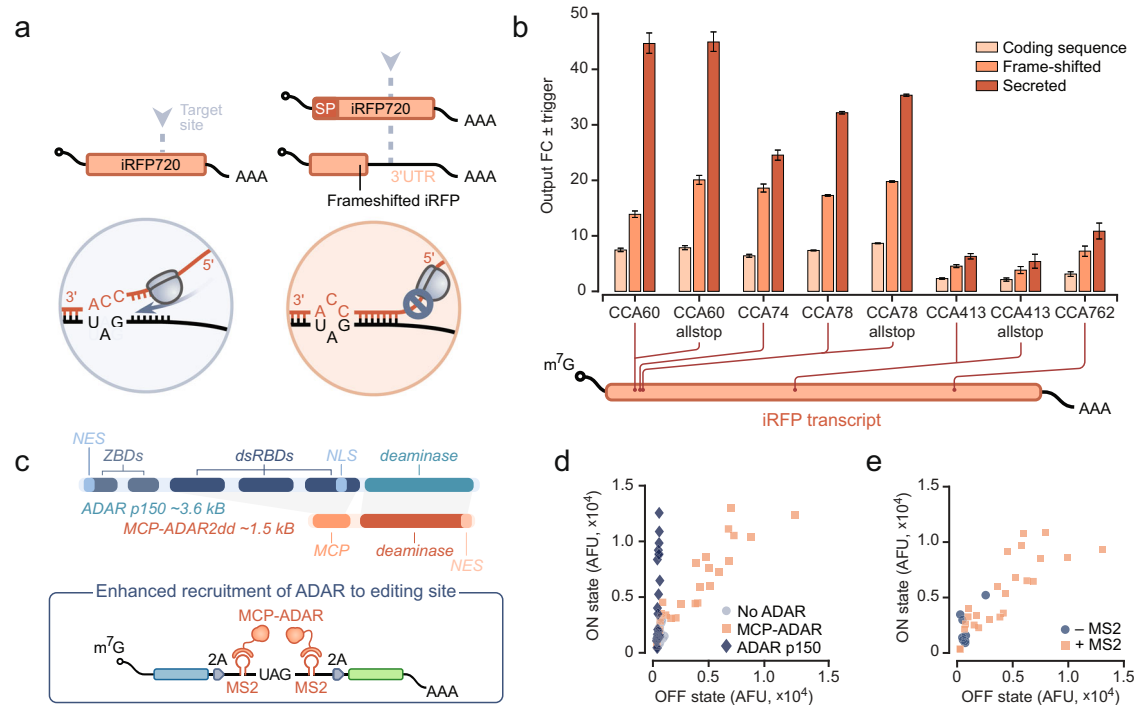 a
Target
site
iRFP720
AAA
SP
iRFP720
AAA
3'UTR
AAA
Frameshifted iRFP
5'
3'
ACC
UAG
5'
3'
ACC
UAG
b
Output FC ± trigger
50
40
30
20
10
0
Coding sequence
Frame-shifted
Secreted
CCA60
CCA60
allstop
CCA74
CCA78
CCA78
allstop
CCA413
CCA413
allstop
CCA762
m⁷G
AAA
iRFP transcript
c
NES
ZBDs
dsRBDs
NLS
deaminase
ADAR p150 ~3.6 kB
MCP-ADAR2dd ~1.5 kB
MCP
deaminase
NES
Enhanced recruitment of ADAR to editing site
MCP-ADAR
m⁷G
2A
MS2
UAG
MS2
2A
AAA
d
ON state (AFU, ×10⁴)
1.5
1.0
0.5
0
0
0.5
1.0
1.5
OFF state (AFU, ×10⁴)
No ADAR
MCP-ADAR
ADAR p150
e
ON state (AFU, ×10⁴)
1.5
1.0
0.5
0
0
0.5
1.0
1.5
OFF state (AFU, ×10⁴)
– MS2
+ MS2